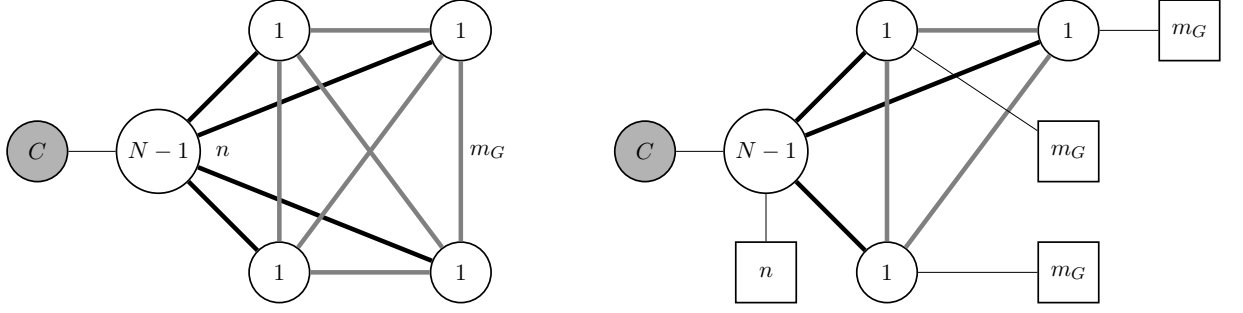 1 1
C N − 1 n m_G
1 1
1 1 m_G
C N − 1 m_G
n 1 m_G